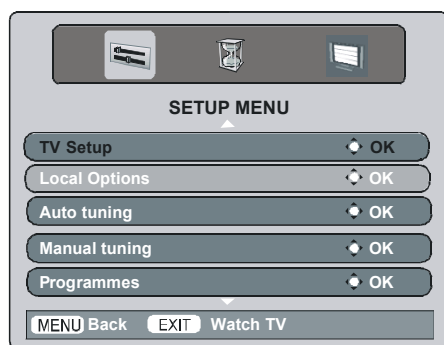 SETUP MENU
TV Setup OK
Local Options OK
Auto tuning OK
Manual tuning OK
Programmes OK
MENU Back EXIT Watch TV